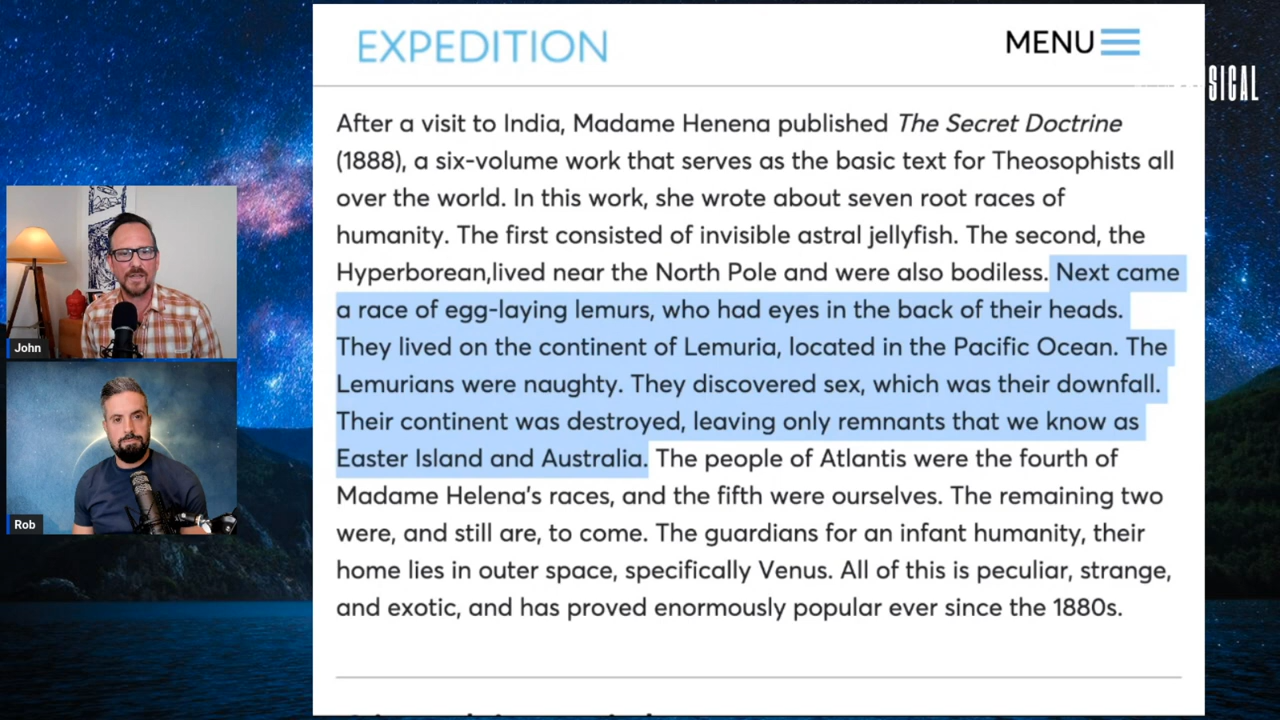 EXPEDITION
MENU
SICAL
After a visit to India, Madame Henena published The Secret Doctrine
(1888), a six-volume work that serves as the basic text for Theosophists all
over the world. In this work, she wrote about seven root races of
humanity. The first consisted of invisible astral jellyfish. The second, the
Hyperborean,lived near the North Pole and were also bodiless. Next came
a race of egg-laying lemurs, who had eyes in the back of their heads.
They lived on the continent of Lemuria, located in the Pacific Ocean. The
Lemurians were naughty. They discovered sex, which was their downfall.
Their continent was destroyed, leaving only remnants that we know as
Easter Island and Australia. The people of Atlantis were the fourth of
Madame Helena's races, and the fifth were ourselves. The remaining two
were, and still are, to come. The guardians for an infant humanity, their
home lies in outer space, specifically Venus. All of this is peculiar, strange,
and exotic, and has proved enormously popular ever since the 1880s.
John
Rob